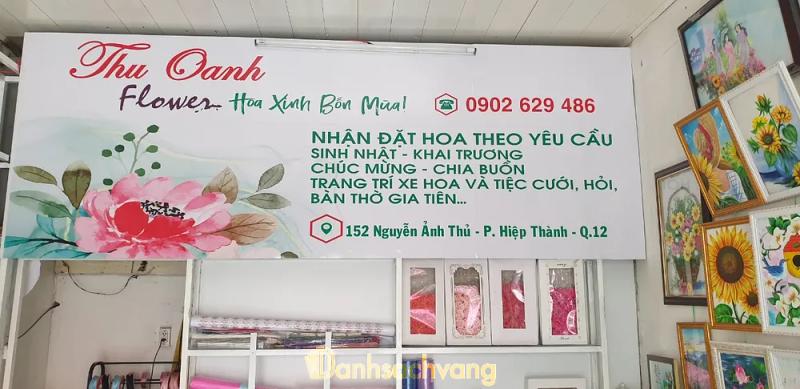 Thu Oanh
Flower Hoa Xinh Bốn Mùa!
0902 629 486
NHẬN ĐẶT HOA THEO YÊU CẦU
SINH NHẬT - KHAI TRƯƠNG
CHÚC MỪNG - CHIA BUỒN
TRANG TRÍ XE HOA VÀ TIỆC CƯỚI, HỎI,
BÀN THỜ GIA TIÊN...
152 Nguyễn Ảnh Thủ - P. Hiệp Thành - Q.12
Danhsachvang